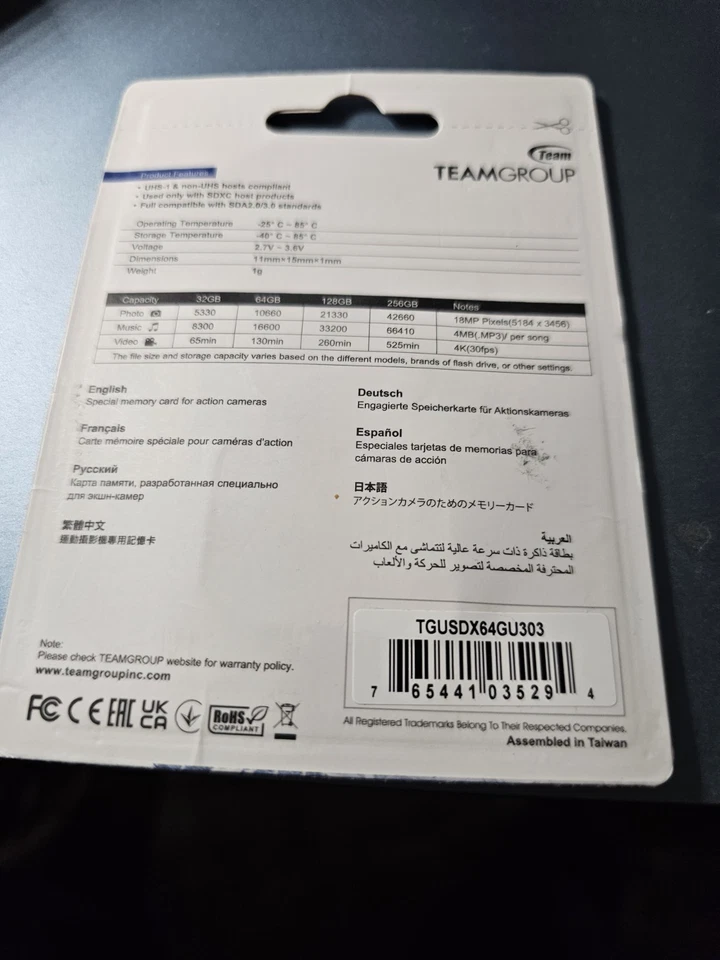 Team
TEAMGROUP
Product Features
• UHS-1 & non-UHS hosts compliant
• Used only with SDXC host products
• Full compatible with SDA2.0/3.0 standards
Operating Temperature -25° C ~ 85° C
Storage Temperature -40° C ~ 85° C
Voltage 2.7V ~ 3.6V
Dimensions 11mm×15mm×1mm
Weight 1g
Capacity 32GB 64GB 128GB 256GB Notes
Photo 5330 10660 21330 42660 18MP Pixels(5184 x 3456)
Music 8300 16600 33200 66410 4MB(.MP3)/ per song
Video 65min 130min 260min 525min 4K(30fps)
The file size and storage capacity varies based on the different models, brands of flash drive, or other settings.
English
Special memory card for action cameras
Français
Carte mémoire spéciale pour caméras d'action
Русский
Карта памяти, разработанная специально
для экшн-камер
繁體中文
運動攝影機專用記憶卡
Deutsch
Engagierte Speicherkarte für Aktionskameras
Español
Especiales tarjetas de memorias para
cámaras de acción
日本語
アクションカメラのためのメモリーカード
العربية
بطاقة ذاكرة ذات سرعة عالية لتتماشى مع الكاميرات
المحترفة المخصصة لتصوير للحركة والألعاب
Note:
Please check TEAMGROUP website for warranty policy.
www.teamgroupinc.com
FC CE EAC UK CA RoHS COMPLIANT
TGUSDX64GU303
7 65441 03529 4
All Registered Trademarks Belong To Their Respected Companies.
Assembled in Taiwan